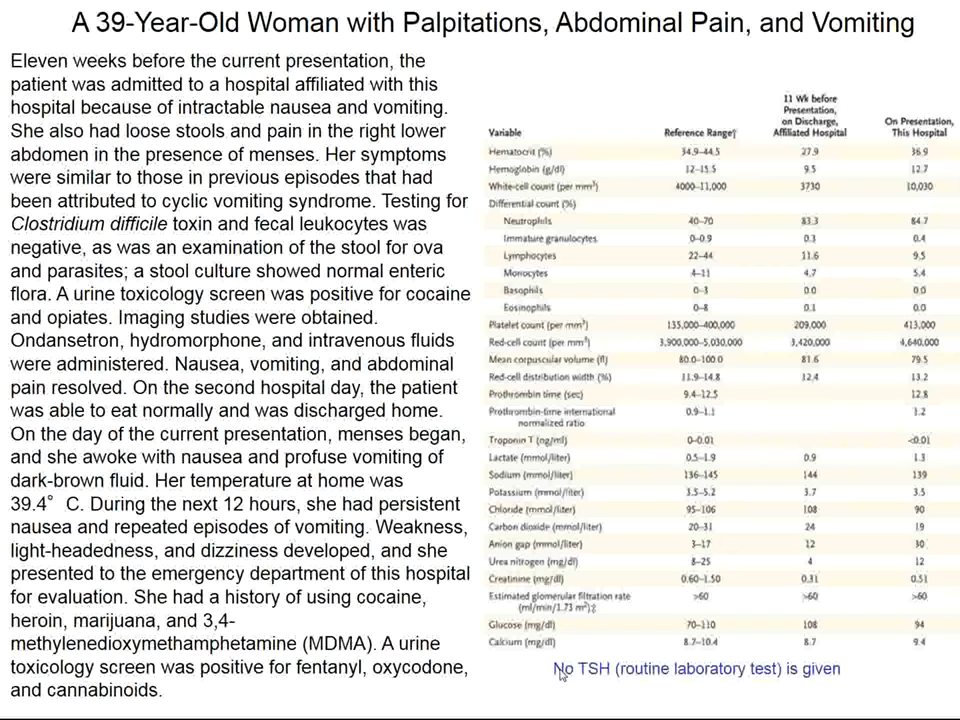 A 39-Year-Old Woman with Palpitations, Abdominal Pain, and Vomiting
Eleven weeks before the current presentation, the
patient was admitted to a hospital affiliated with this
hospital because of intractable nausea and vomiting.
She also had loose stools and pain in the right lower
abdomen in the presence of menses. Her symptoms
were similar to those in previous episodes that had
been attributed to cyclic vomiting syndrome. Testing for
Clostridium difficile toxin and fecal leukocytes was
negative, as was an examination of the stool for ova
and parasites; a stool culture showed normal enteric
flora. A urine toxicology screen was positive for cocaine
and opiates. Imaging studies were obtained.
Ondansetron, hydromorphone, and intravenous fluids
were administered. Nausea, vomiting, and abdominal
pain resolved. On the second hospital day, the patient
was able to eat normally and was discharged home.
On the day of the current presentation, menses began,
and she awoke with nausea and profuse vomiting of
dark-brown fluid. Her temperature at home was
39.4° C. During the next 12 hours, she had persistent
nausea and repeated episodes of vomiting. Weakness,
light-headedness, and dizziness developed, and she
presented to the emergency department of this hospital
for evaluation. She had a history of using cocaine,
heroin, marijuana, and 3,4-
methylenedioxymethamphetamine (MDMA). A urine
toxicology screen was positive for fentanyl, oxycodone,
and cannabinoids.
11 Wk before
Presentation,
on Discharge, On Presentation,
Variable Reference Range† Affiliated Hospital This Hospital
Hematocrit (%) 34.9–44.5 27.9 36.9
Hemoglobin (g/dl) 12–15.5 9.5 12.7
White-cell count (per mm³) 4000–11,000 3730 10,030
Differential count (%)
Neutrophils 40–70 83.3 84.7
Immature granulocytes 0–0.9 0.3 0.4
Lymphocytes 22–44 11.6 9.5
Monocytes 4–11 4.7 5.4
Basophils 0–3 0.0 0.0
Eosinophils 0–8 0.1 0.0
Platelet count (per mm³) 135,000–400,000 209,000 413,000
Red-cell count (per mm³) 3,900,000–5,030,000 3,420,000 4,640,000
Mean corpuscular volume (fl) 80.0–100.0 81.6 79.5
Red-cell distribution width (%) 11.9–14.8 12.4 13.2
Prothrombin time (sec) 9.4–12.5 12.8
Prothrombin-time international 0.9–1.1 1.2
normalized ratio
Troponin T (ng/ml) 0–0.01 <0.01
Lactate (mmol/liter) 0.5–1.9 0.9 1.3
Sodium (mmol/liter) 136–145 144 139
Potassium (mmol/liter) 3.5–5.2 3.7 3.5
Chloride (mmol/liter) 95–106 108 90
Carbon dioxide (mmol/liter) 20–31 24 19
Anion gap (mmol/liter) 3–17 12 30
Urea nitrogen (mg/dl) 8–25 4 12
Creatinine (mg/dl) 0.60–1.50 0.31 0.51
Estimated glomerular filtration rate >60 >60 >60
(ml/min/1.73 m²)‡
Glucose (mg/dl) 70–110 108 94
Calcium (mg/dl) 8.7–10.4 8.7 9.4
No TSH (routine laboratory test) is given